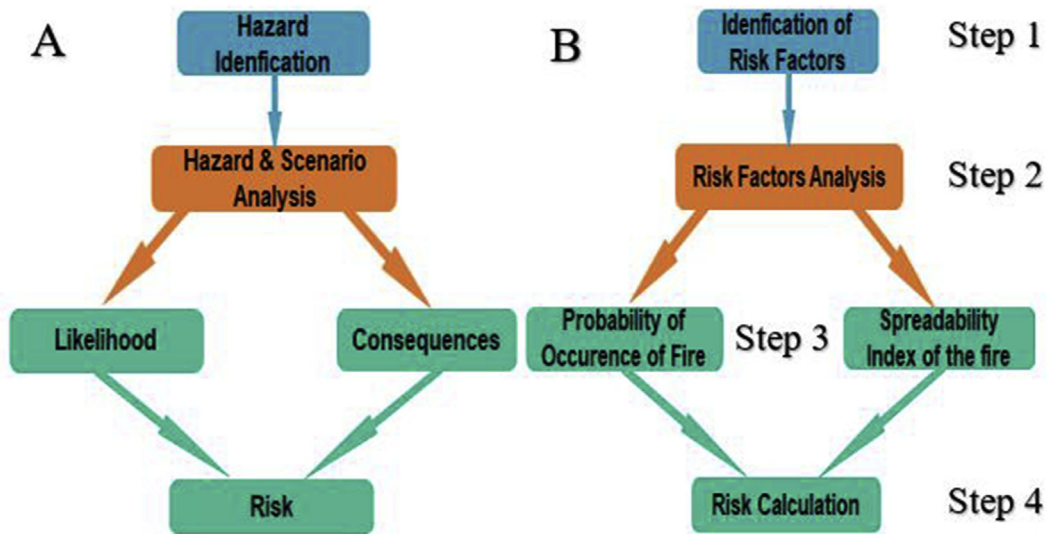 A
Hazard
Idenfication
Hazard & Scenario
Analysis
Likelihood
Consequences
Risk
B
Idenfication of
Risk Factors
Step 1
Risk Factors Analysis
Step 2
Probability of
Occurence of Fire
Step 3
Spreadability
Index of the fire
Risk Calculation
Step 4